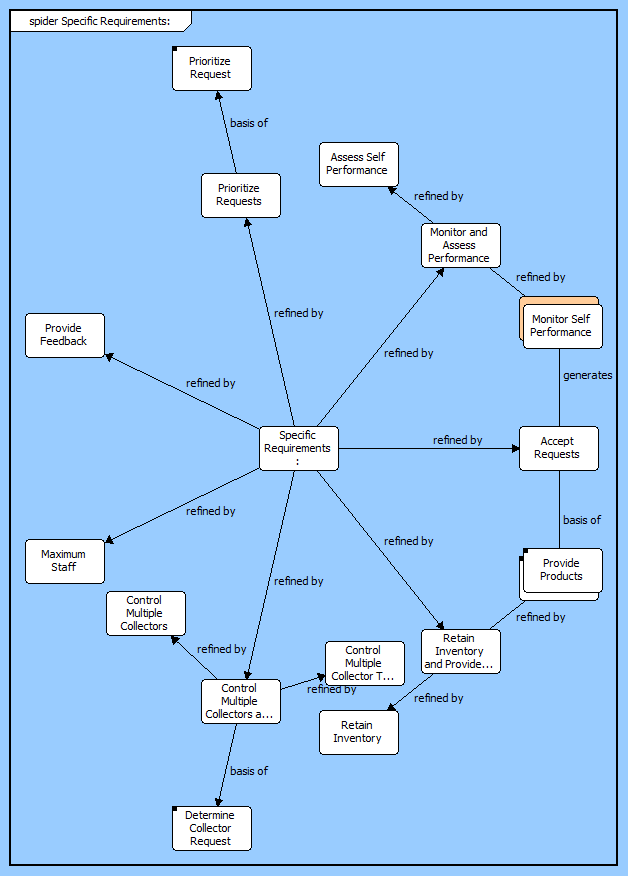 spider Specific Requirements:
Prioritize
Request
basis of
Prioritize
Requests
Assess Self
Performance
refined by
Monitor and
Assess
Performance
refined by
Monitor Self
Performance
refined by
refined by
Provide
Feedback
refined by
generates
Specific
Requirements
:
refined by
Accept
Requests
refined by
Maximum
Staff
refined by
refined by
basis of
Provide
Products
Control
Multiple
Collectors
refined by
Retain
Inventory
and Provide...
refined by
Control
Multiple
Collector T...
refined by
refined by
Control
Multiple
Collectors a...
Retain
Inventory
refined by
basis of
Determine
Collector
Request